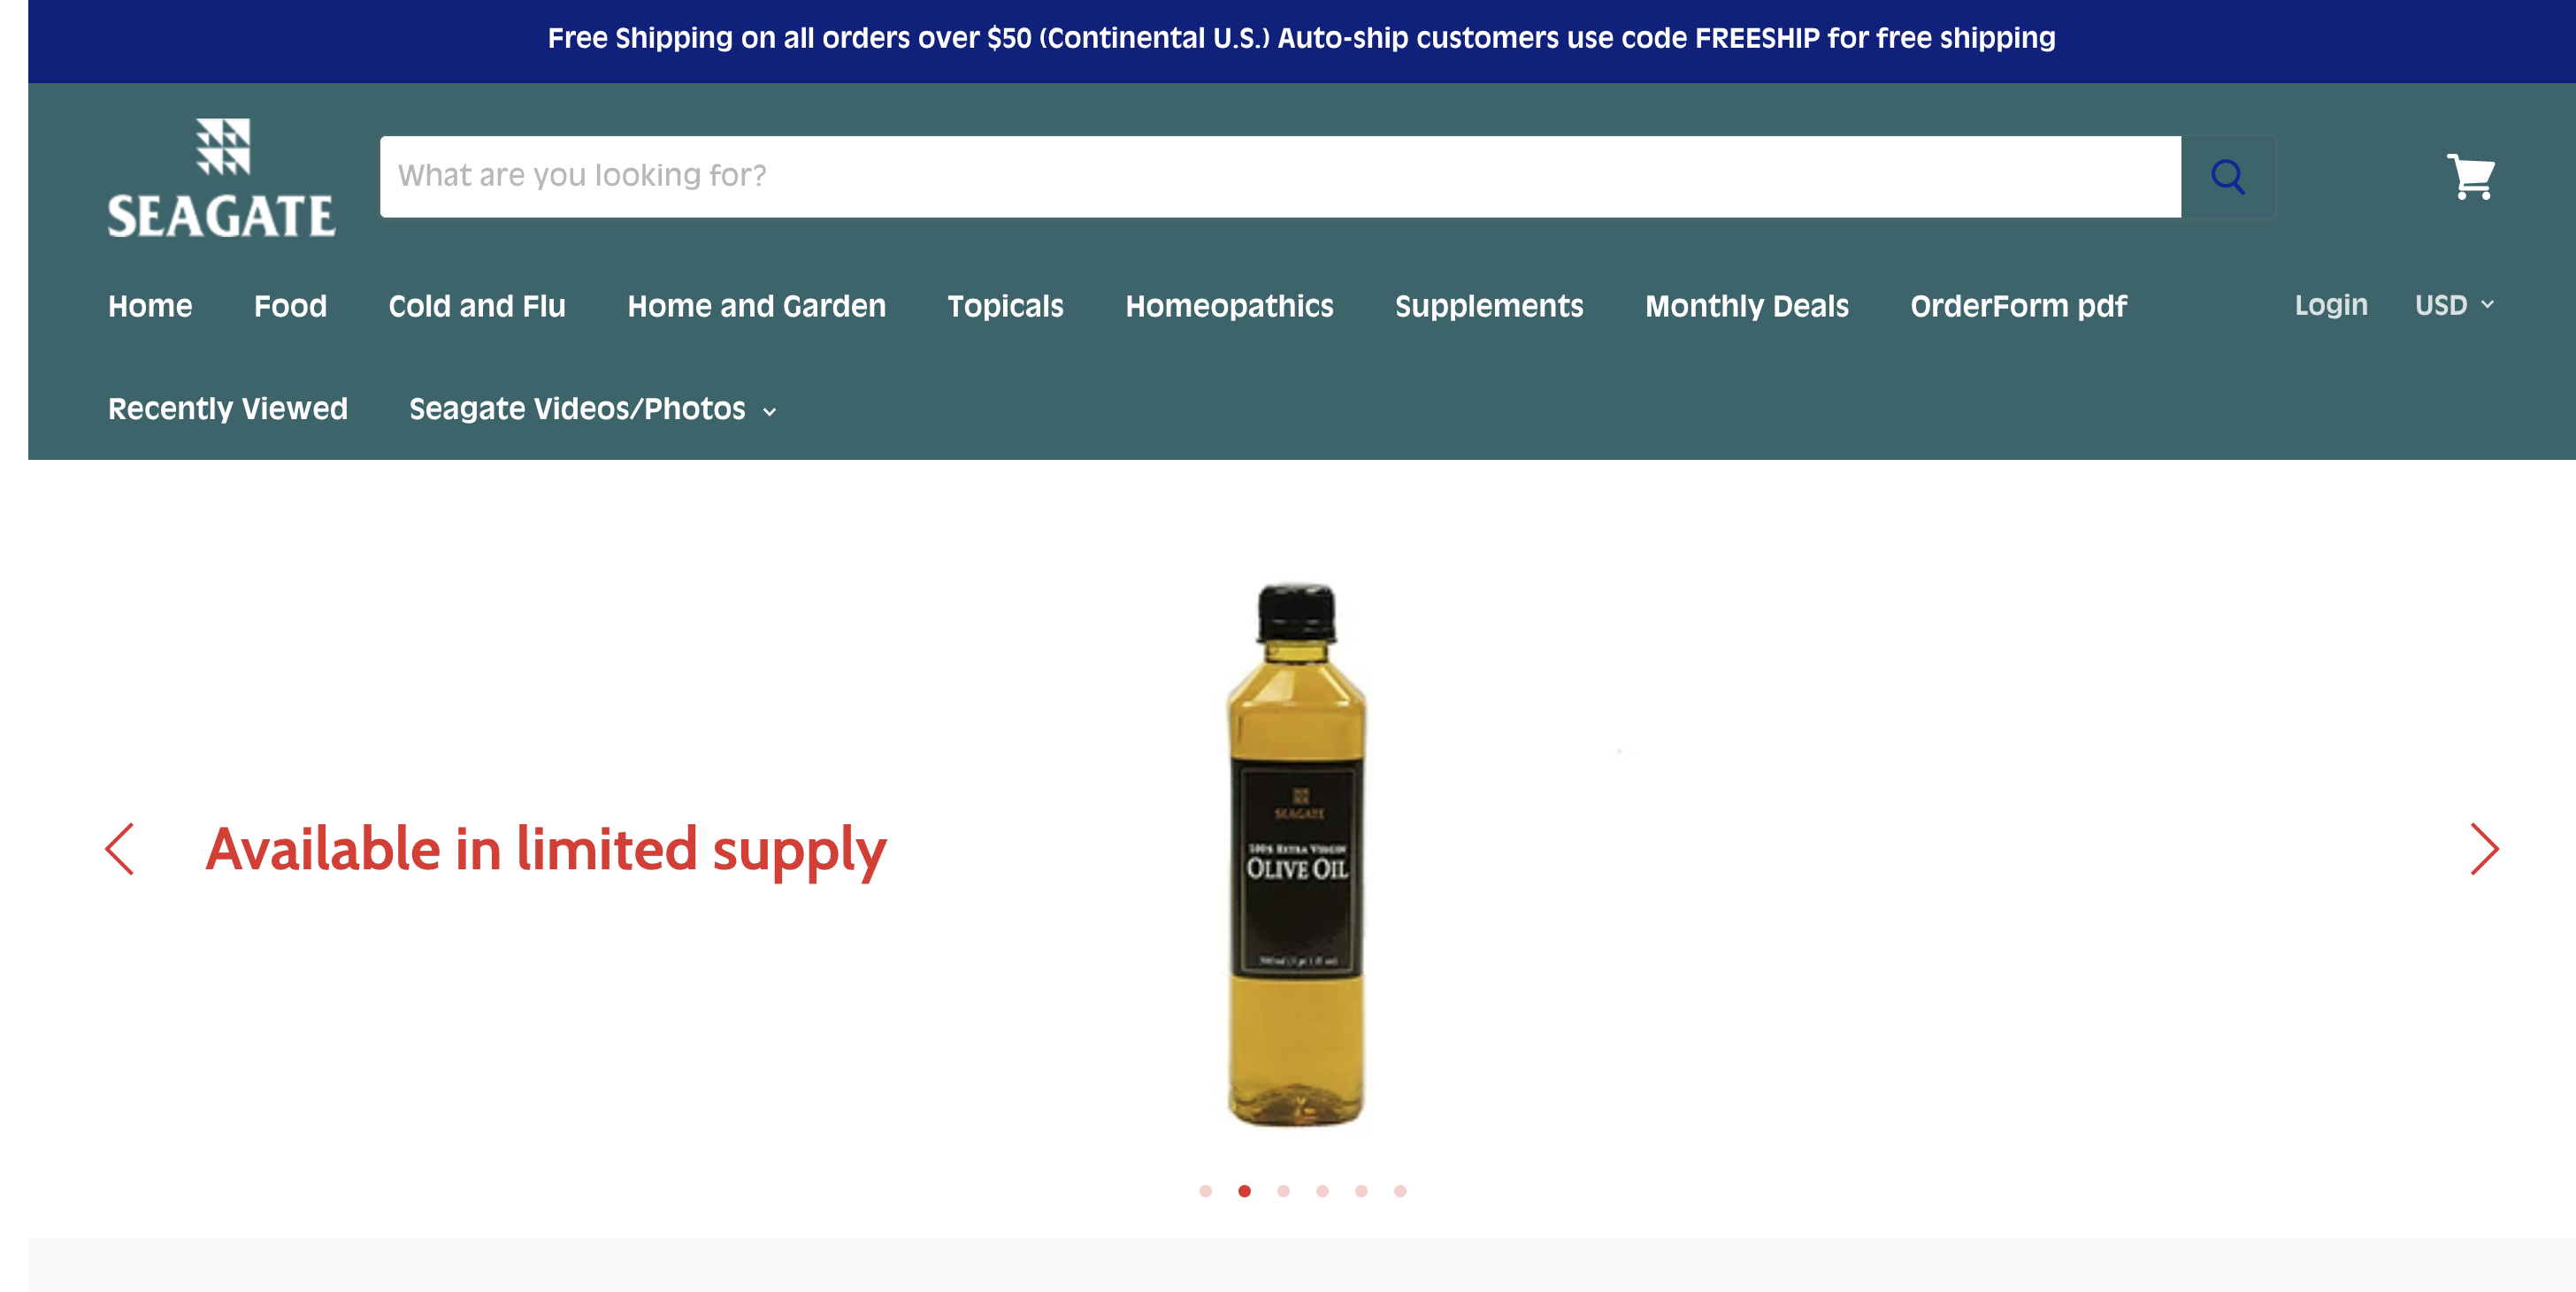 Free Shipping on all orders over $50 (Continental U.S.) Auto-ship customers use code FREESHIP for free shipping
SEAGATE
What are you looking for?
Home Food Cold and Flu Home and Garden Topicals Homeopathics Supplements Monthly Deals OrderForm pdf Login USD
Recently Viewed Seagate Videos/Photos
Available in limited supply
SEAGATE
100% EXTRA VIRGIN
OLIVE OIL